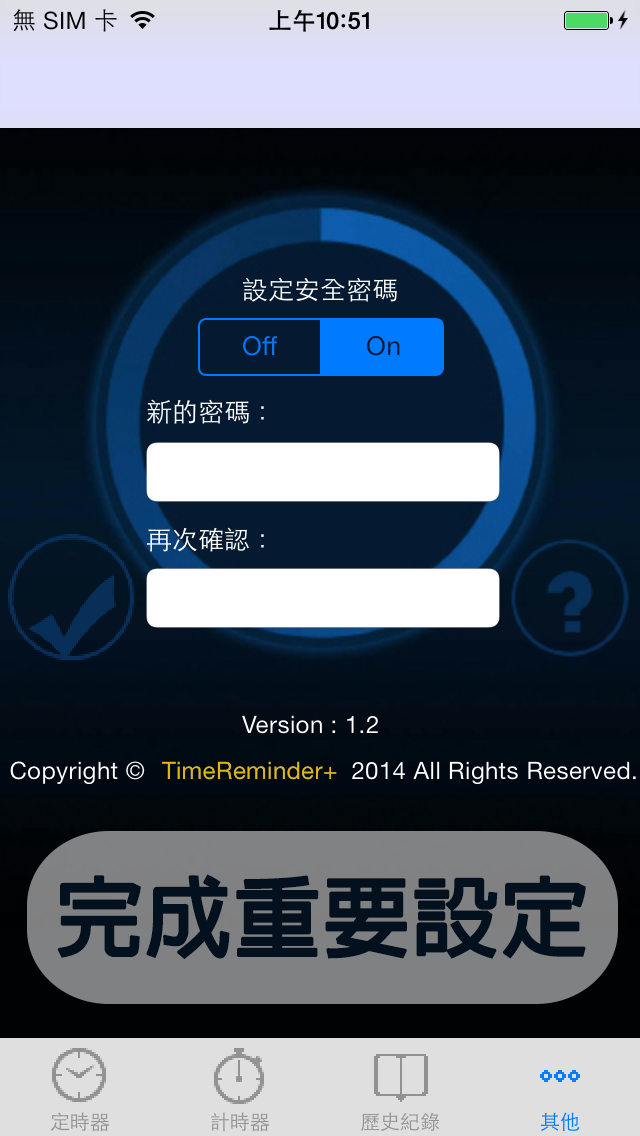 無 SIM 卡 上午10:51
設定安全密碼
Off On
新的密碼：
再次確認：
?
Version : 1.2
Copyright © TimeReminder+ 2014 All Rights Reserved.
完成重要設定
定時器 計時器 歷史紀錄 其他